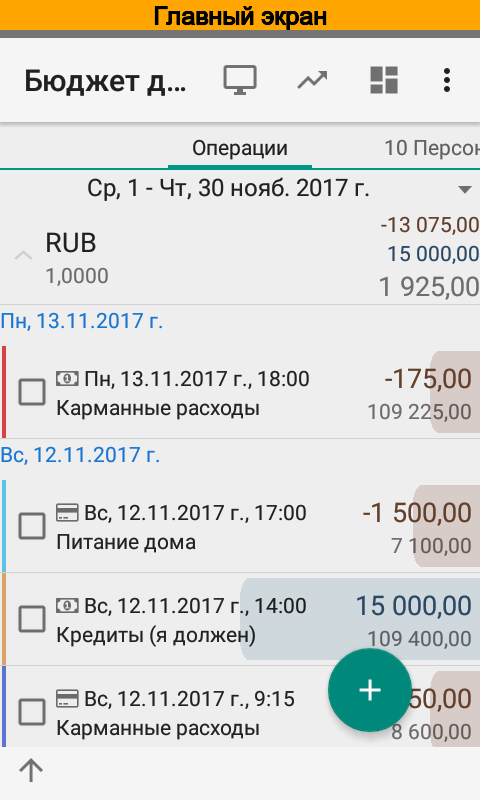 Главный экран
Бюджет д...
Операции
10 Персон
Ср, 1 - Чт, 30 нояб. 2017 г.
-13 075,00
RUB
15 000,00
1,0000
1 925,00
Пн, 13.11.2017 г.
Пн, 13.11.2017 г., 18:00
-175,00
Карманные расходы
109 225,00
Вс, 12.11.2017 г.
Вс, 12.11.2017 г., 17:00
-1 500,00
Питание дома
7 100,00
Вс, 12.11.2017 г., 14:00
15 000,00
Кредиты (я должен)
109 400,00
Вс, 12.11.2017 г., 9:15
50,00
Карманные расходы
8 600,00